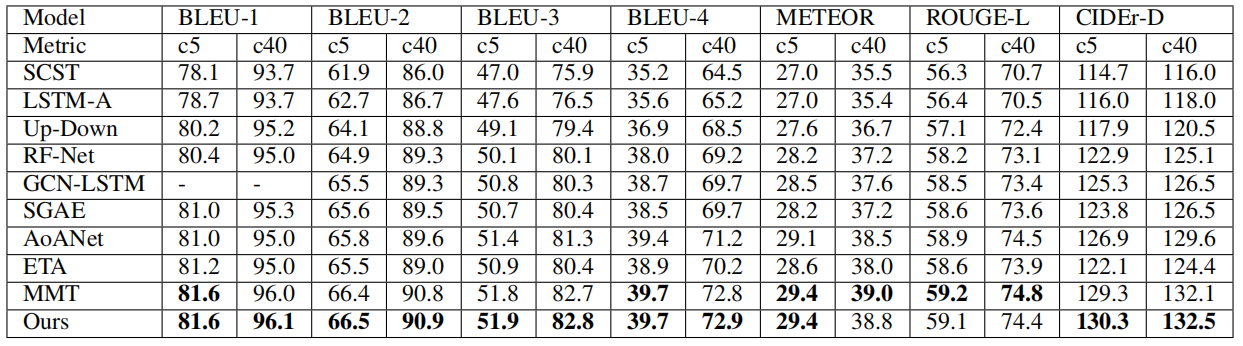 Model BLEU-1 BLEU-2 BLEU-3 BLEU-4 METEOR ROUGE-L CIDEr-D
Metric c5 c40 c5 c40 c5 c40 c5 c40 c5 c40 c5 c40 c5 c40
SCST 78.1 93.7 61.9 86.0 47.0 75.9 35.2 64.5 27.0 35.5 56.3 70.7 114.7 116.0
LSTM-A 78.7 93.7 62.7 86.7 47.6 76.5 35.6 65.2 27.0 35.4 56.4 70.5 116.0 118.0
Up-Down 80.2 95.2 64.1 88.8 49.1 79.4 36.9 68.5 27.6 36.7 57.1 72.4 117.9 120.5
RF-Net 80.4 95.0 64.9 89.3 50.1 80.1 38.0 69.2 28.2 37.2 58.2 73.1 122.9 125.1
GCN-LSTM - - 65.5 89.3 50.8 80.3 38.7 69.7 28.5 37.6 58.5 73.4 125.3 126.5
SGAE 81.0 95.3 65.6 89.5 50.7 80.4 38.5 69.7 28.2 37.2 58.6 73.6 123.8 126.5
AoANet 81.0 95.0 65.8 89.6 51.4 81.3 39.4 71.2 29.1 38.5 58.9 74.5 126.9 129.6
ETA 81.2 95.0 65.5 89.0 50.9 80.4 38.9 70.2 28.6 38.0 58.6 73.9 122.1 124.4
MMT 81.6 96.0 66.4 90.8 51.8 82.7 39.7 72.8 29.4 39.0 59.2 74.8 129.3 132.1
Ours 81.6 96.1 66.5 90.9 51.9 82.8 39.7 72.9 29.4 38.8 59.1 74.4 130.3 132.5